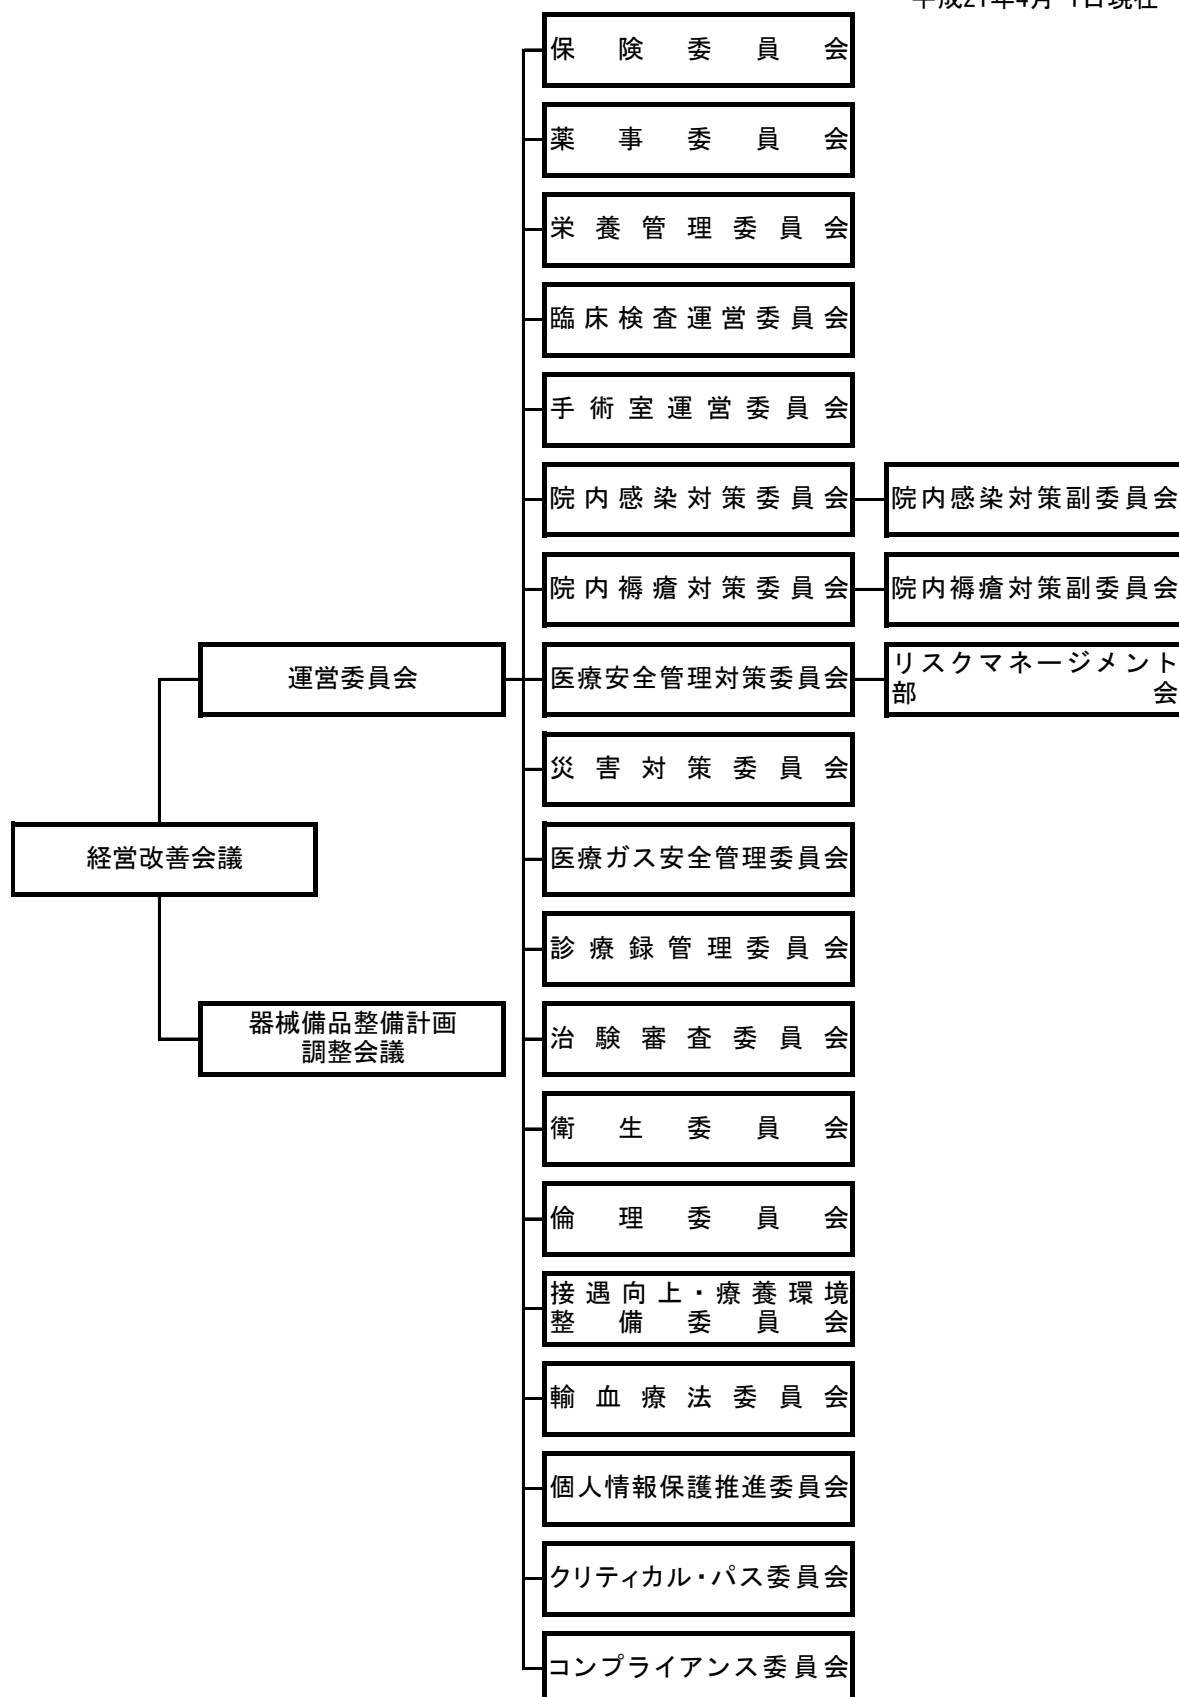 平成21年4月 1日現在
保険委員会
薬事委員会
栄養管理委員会
臨床検査運営委員会
手術室運営委員会
院内感染対策委員会
院内感染対策副委員会
院内褥瘡対策委員会
院内褥瘡対策副委員会
運営委員会
医療安全管理対策委員会
リスクマネージメント
部会
災害対策委員会
経営改善会議
医療ガス安全管理委員会
診療録管理委員会
器械備品整備計画
調整会議
治験審査委員会
衛生委員会
倫理委員会
接遇向上・療養環境
整備委員会
輸血療法委員会
個人情報保護推進委員会
クリティカル・パス委員会
コンプライアンス委員会